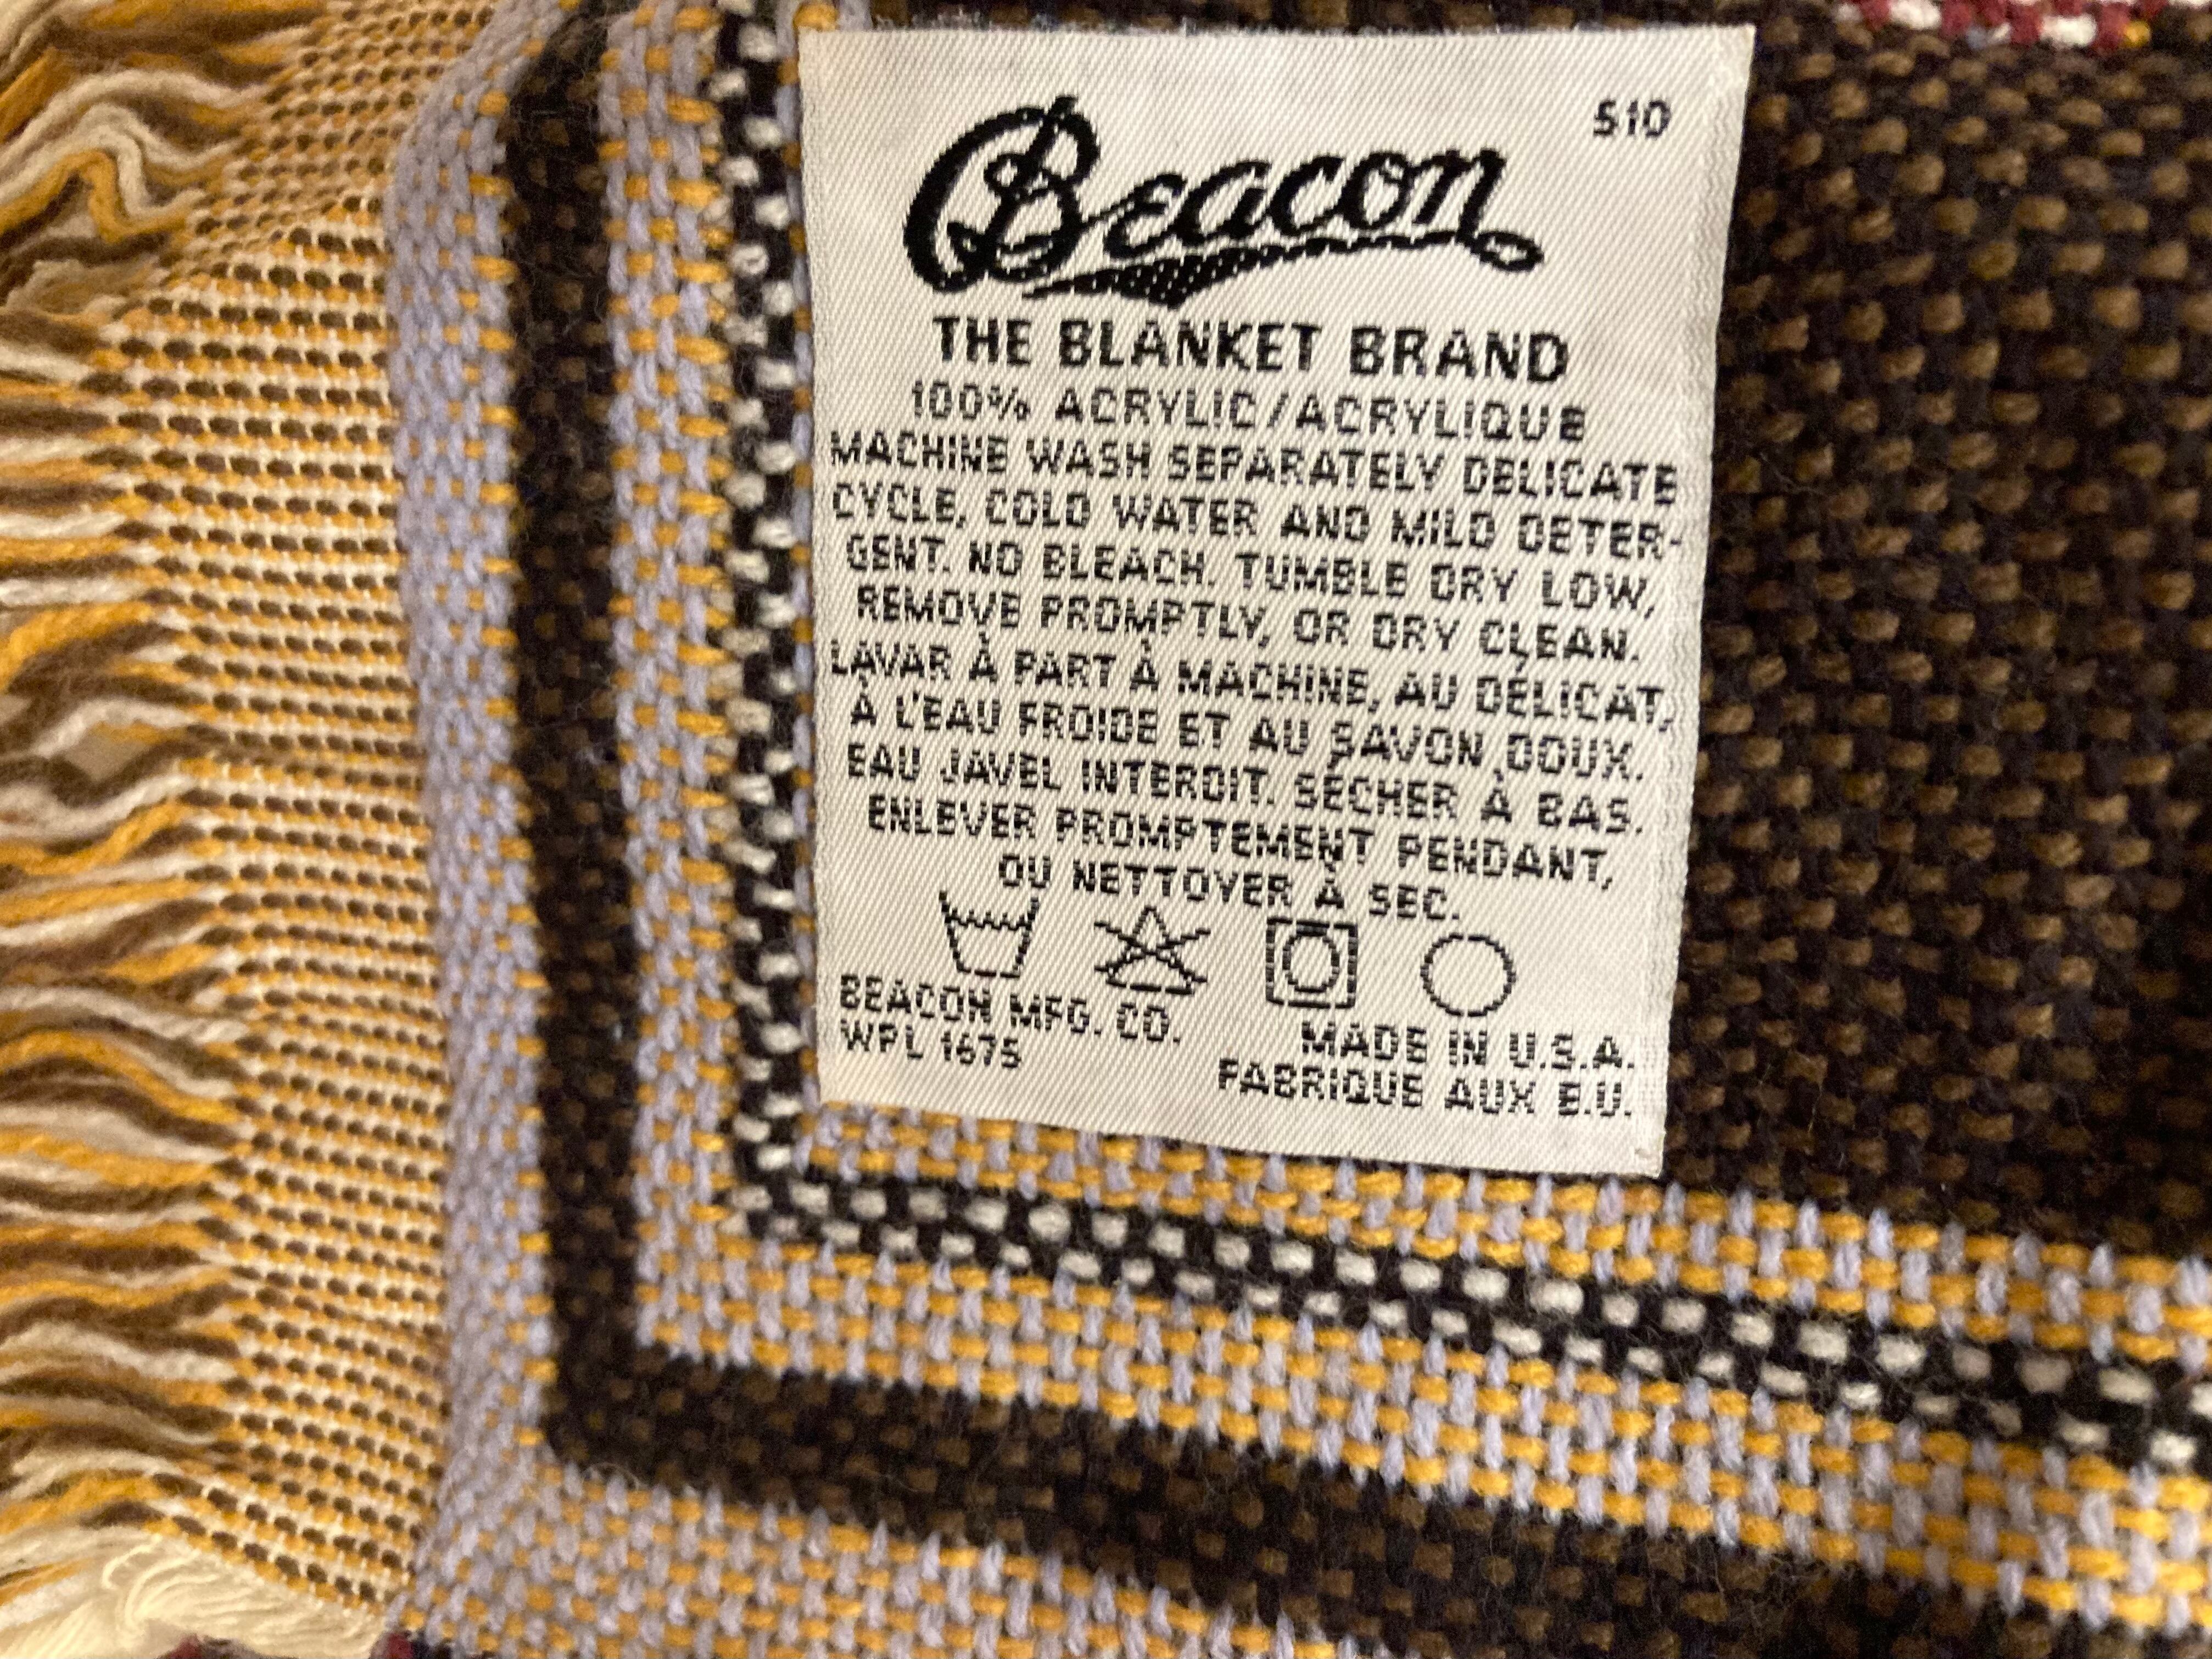 510
Beacon
THE BLANKET BRAND
100% ACRYLIC/ACRYLIQUE
MACHINE WASH SEPARATELY DELICATE
CYCLE, COLD WATER AND MILD DETER-
GENT. NO BLEACH. TUMBLE DRY LOW,
REMOVE PROMPTLY, OR DRY CLEAN.
LAVAR À PART À MACHINE, AU DÉLICAT,
À L'EAU FROIDE ET AU SAVON DOUX.
EAU JAVEL INTERDIT. SÉCHER À BAS.
ENLEVER PROMPTEMENT PENDANT,
OU NETTOYER À SEC.
BEACON MFG. CO.
WPL 1675
MADE IN U.S.A.
FABRIQUE AUX E.U.